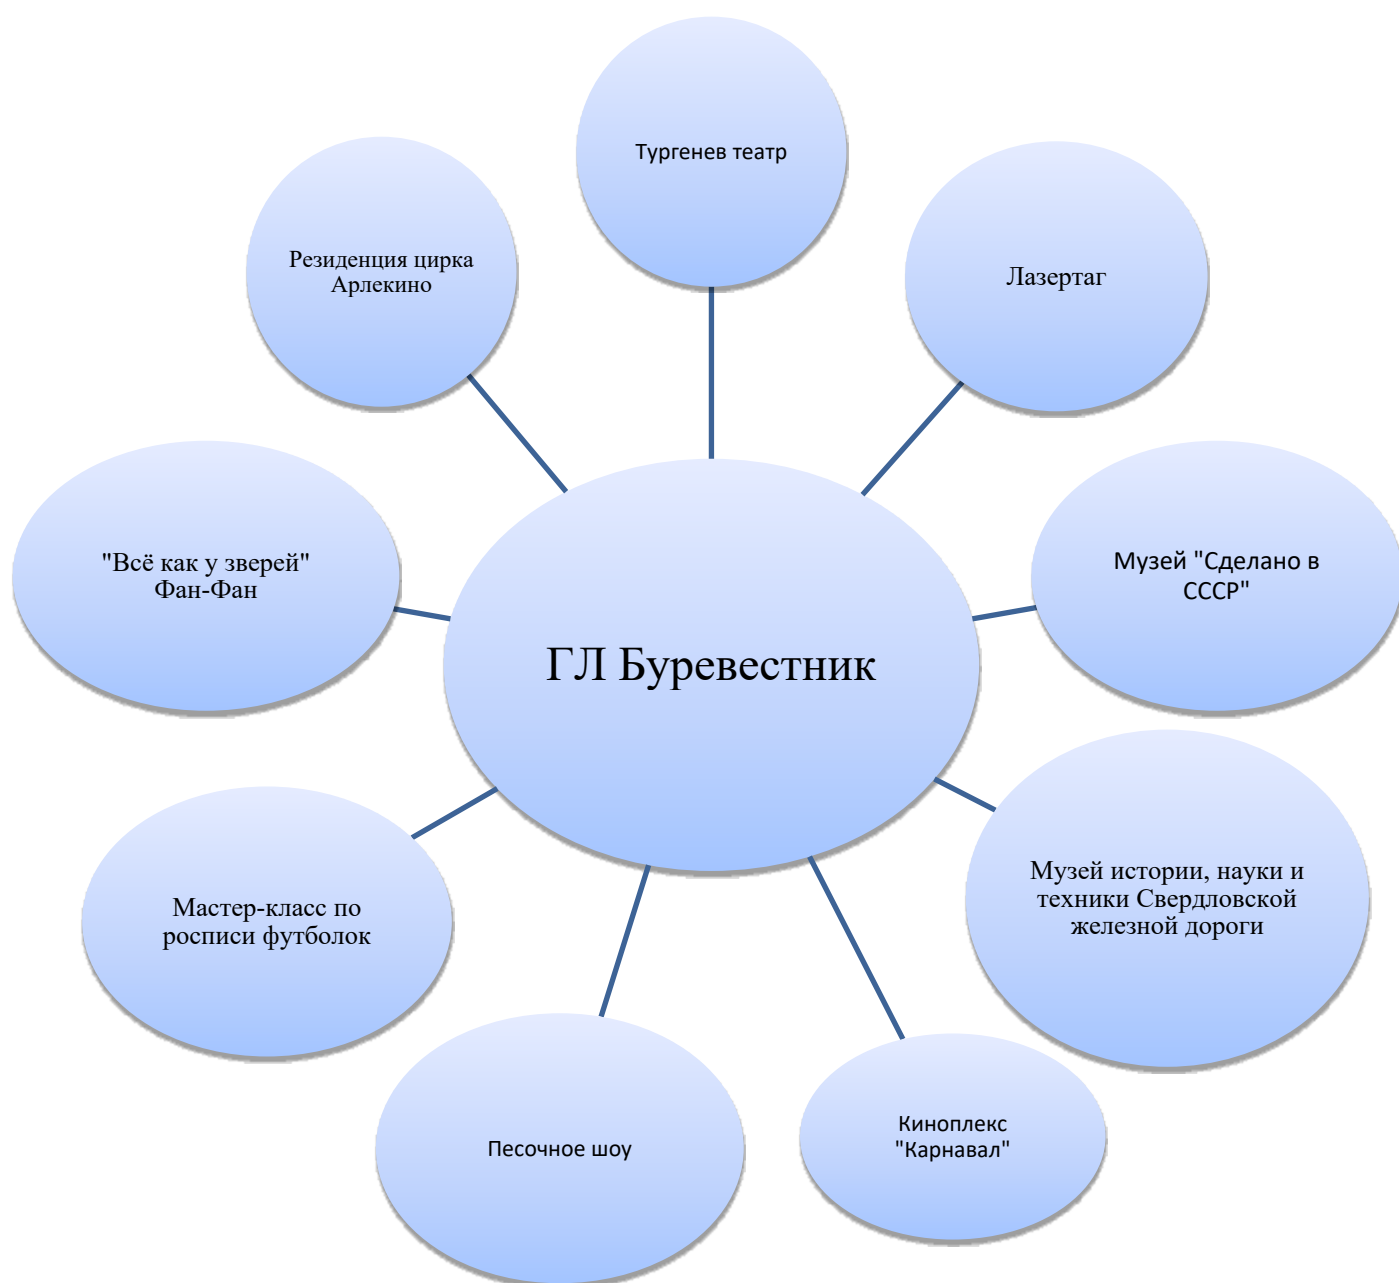 Тургенев театр
Резиденция цирка
Арлекино
Лазертаг
"Всё как у зверей"
Фан-Фан
Музей "Сделано в
СССР"
ГЛ Буревестник
Музей истории, науки и
техники Свердловской
железной дороги
Мастер-класс по
росписи футболок
Киноплекс
"Карнавал"
Песочное шоу